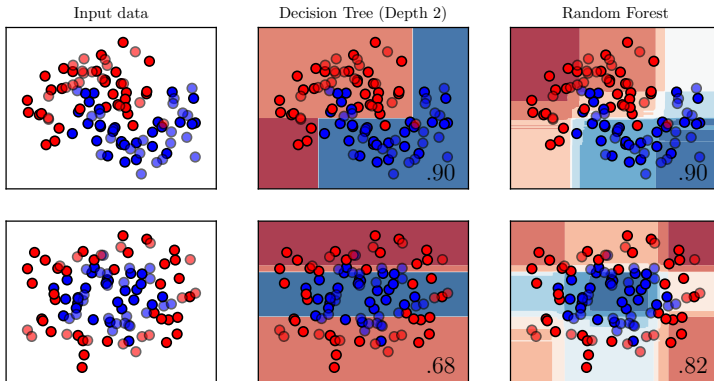 Input data
Decision Tree (Depth 2)
Random Forest
.90
.90
.68
.82